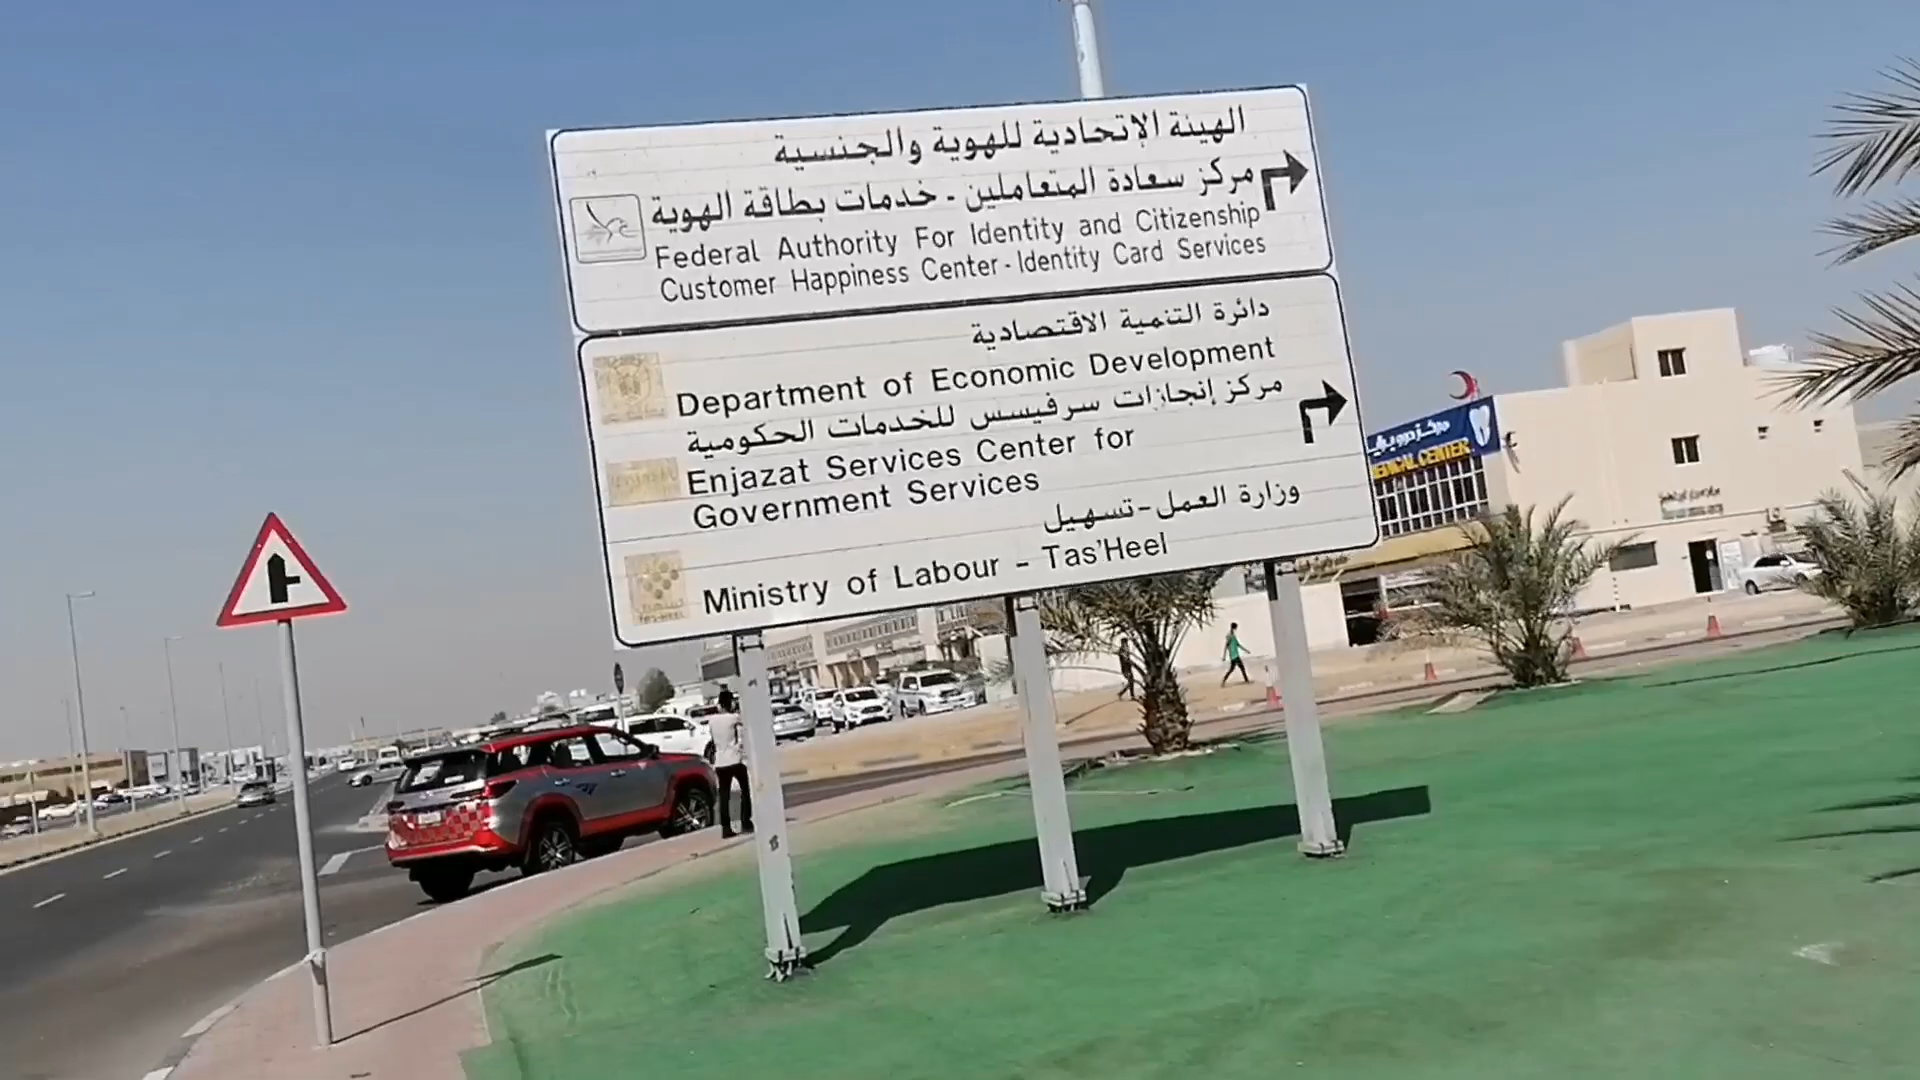 الهيئة الإتحادية للهوية والجنسية
مركز سعادة المتعاملين - خدمات بطاقة الهوية
Federal Authority For Identity and Citizenship
Customer Happiness Center - Identity Card Services
دائرة التنمية الاقتصادية
Department of Economic Development
مركز إنجازات سرفيسس للخدمات الحكومية
Enjazat Services Center for
Government Services
وزارة العمل - تسهيل
Ministry of Labour - Tas'Heel
مركز
MEDICAL CENTER